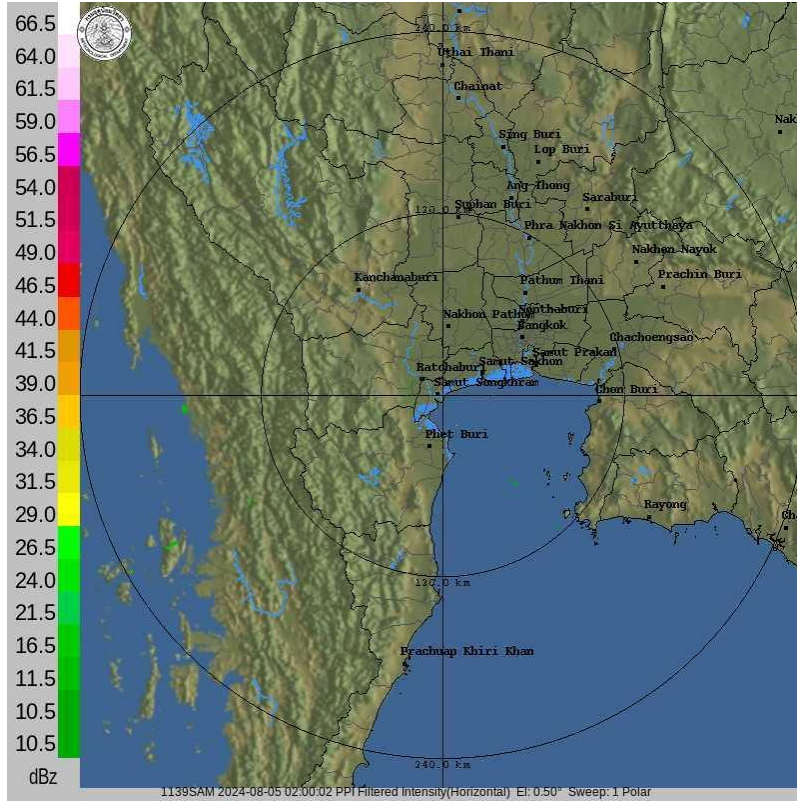 66.5
64.0
61.5
59.0
56.5
54.0
51.5
49.0
46.5
44.0
41.5
39.0
36.5
34.0
31.5
29.0
26.5
24.0
21.5
16.5
11.5
10.5
10.5
dBz
240.0 km
Uthai Thani
Chainat
Sing Buri
Lop Buri
Nak
Ang Thong
Saraburi
Suphan Buri
120.0 km
Phra Nakhon Si Ayutthaya
Nakhon Nayok
Prachin Buri
Kanchanaburi
Pathum Thani
Nonthaburi
Nakhon Pathom
Bangkok
Chachoengsao
Samut Prakan
Samut Sakhon
Ratchaburi
Samut Songkhram
Chon Buri
Phet Buri
Rayong
Cha
120.0 km
Prachuap Khiri Khan
240.0 km
1139SAM 2024-08-05 02:00:02 PPI Filtered Intensity(Horizontal) El: 0.50° Sweep: 1 Polar